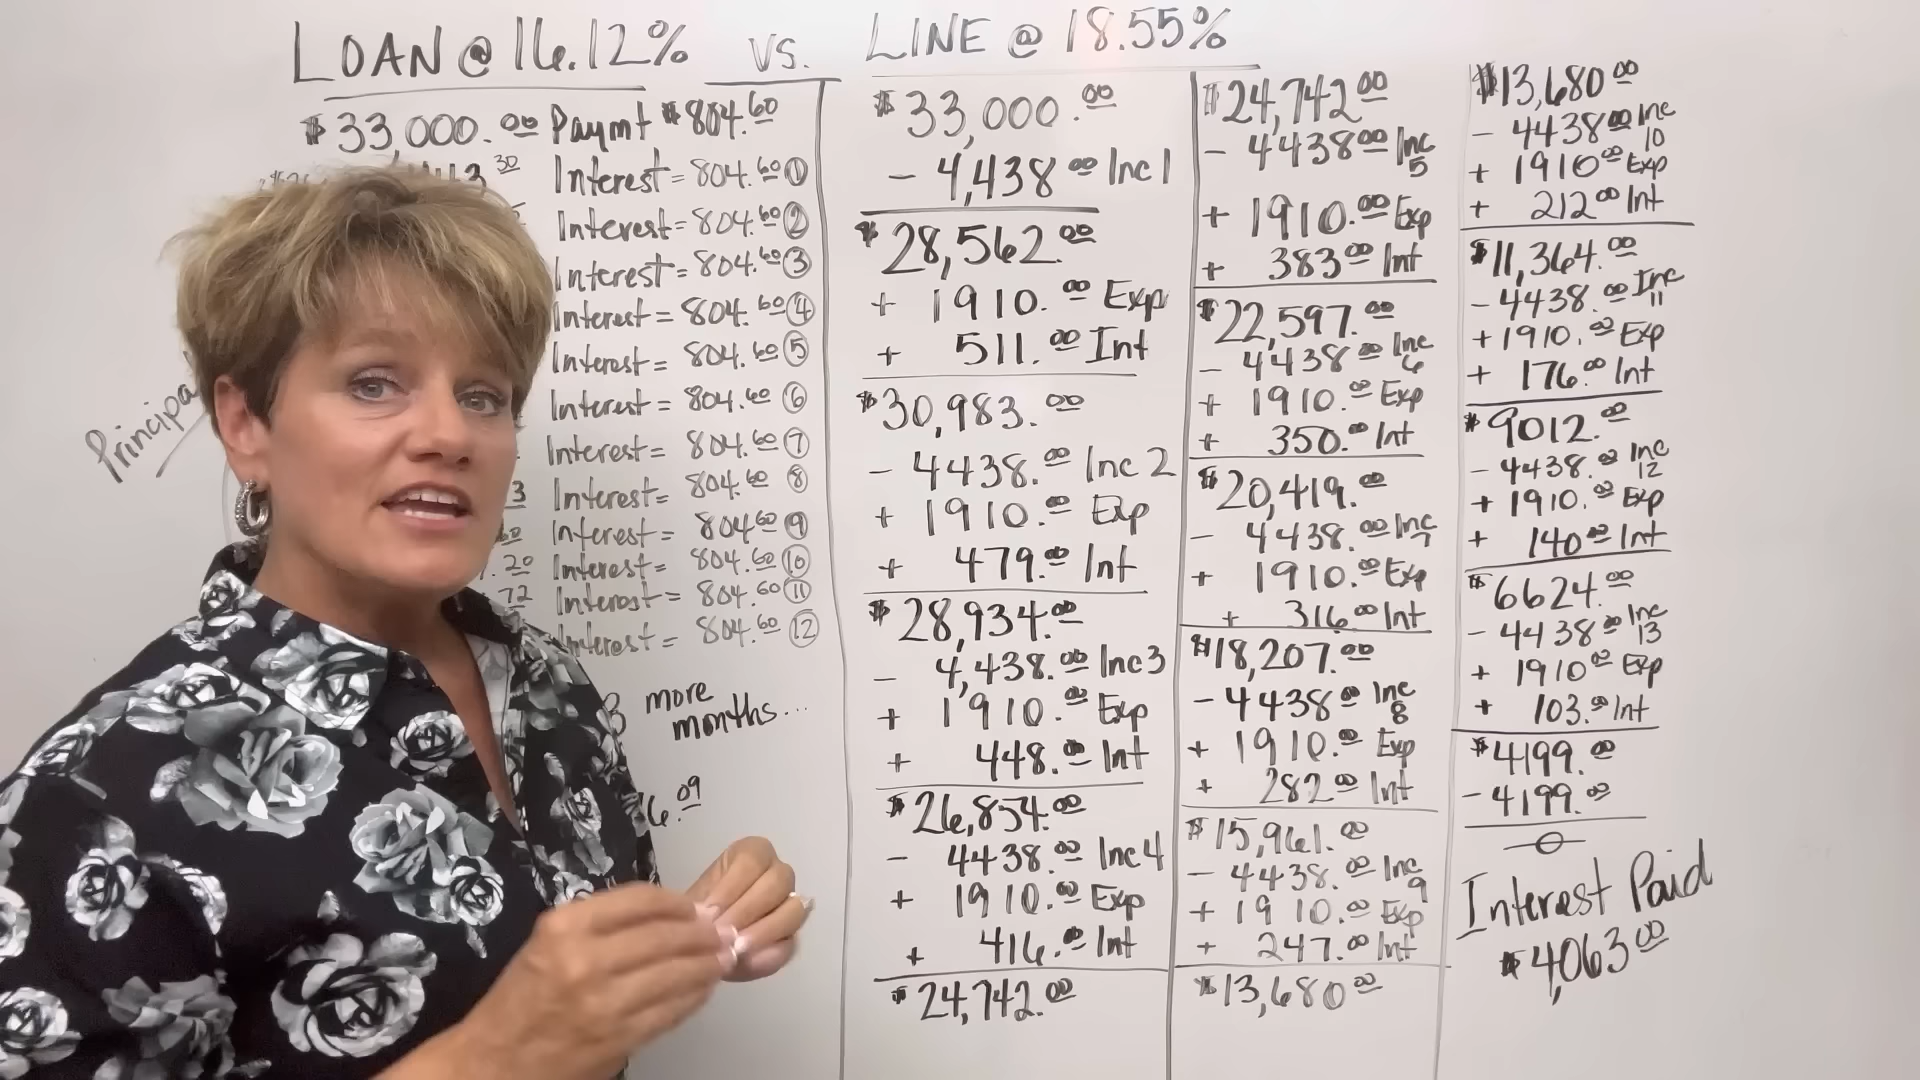 LOAN @ 16.12% vs. LINE @ 18.55%
$33,000.00 Paymt $804.60
Interest = 804.60 ①
Interest = 804.60 ②
Interest = 804.60 ③
Interest = 804.60 ④
Interest = 804.60 ⑤
Interest = 804.60 ⑥
Interest = 804.60 ⑦
3 Interest = 804.60 ⑧
Interest = 804.60 ⑨
.20 Interest = 804.60 ⑩
.72 Interest = 804.60 ⑪
Interest = 804.60 ⑫
3 more
months...
6.09
$33,000.00
- 4,438.00 Inc 1
$28,562.00
+ 1910.00 Exp
+ 511.00 Int
$30,983.00
- 4438.00 Inc 2
+ 1910.00 Exp
+ 479.00 Int
$28,934.00
- 4,438.00 Inc 3
+ 1910.00 Exp
+ 448.00 Int
$26,854.00
- 4438.00 Inc 4
+ 1910.00 Exp
+ 416.00 Int
$24,742.00
$24,742.00
- 4438.00 Inc 5
+ 1910.00 Exp
+ 383.00 Int
$22,597.00
- 4438.00 Inc 6
+ 1910.00 Exp
+ 350.00 Int
$20,419.00
- 4438.00 Inc 7
+ 1910.00 Exp
+ 316.00 Int
$18,207.00
- 4438.00 Inc 8
+ 1910.00 Exp
+ 282.00 Int
$15,961.00
- 4438.00 Inc 9
+ 1910.00 Exp
+ 247.00 Int
$13,680.00
$13,680.00
- 4438.00 Inc 10
+ 1910.00 Exp
+ 212.00 Int
$11,364.00
- 4438.00 Inc 11
+ 1910.00 Exp
+ 176.00 Int
$9012.00
- 4438.00 Inc 12
+ 1910.00 Exp
+ 140.00 Int
$6624.00
- 4438.00 Inc 13
+ 1910.00 Exp
+ 103.00 Int
$4199.00
- 4199.00
0
Interest Paid
$4,063.00